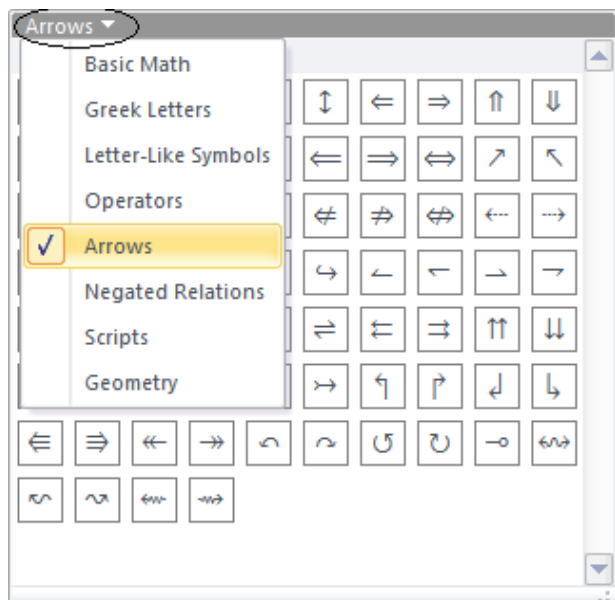 Arrows
Basic Math
Greek Letters
Letter-Like Symbols
Operators
Arrows
Negated Relations
Scripts
Geometry
↕ ⇐ ⇒ ⇑ ⇓
⟸ ⟹ ⟺ ↗ ↖
⇍ ⇏ ⇎ ⇠ ⇢
↪ ↼ ↽ ⇀ ⇁
⇌ ⇇ ⇉ ⇈ ⇊
↣ ↰ ↱ ↲ ↳
⇚ ⇛ ↞ ↠ ↶ ↷ ↺ ↻ ⊸ ↭
↜ ↝ ⇜ ⇝